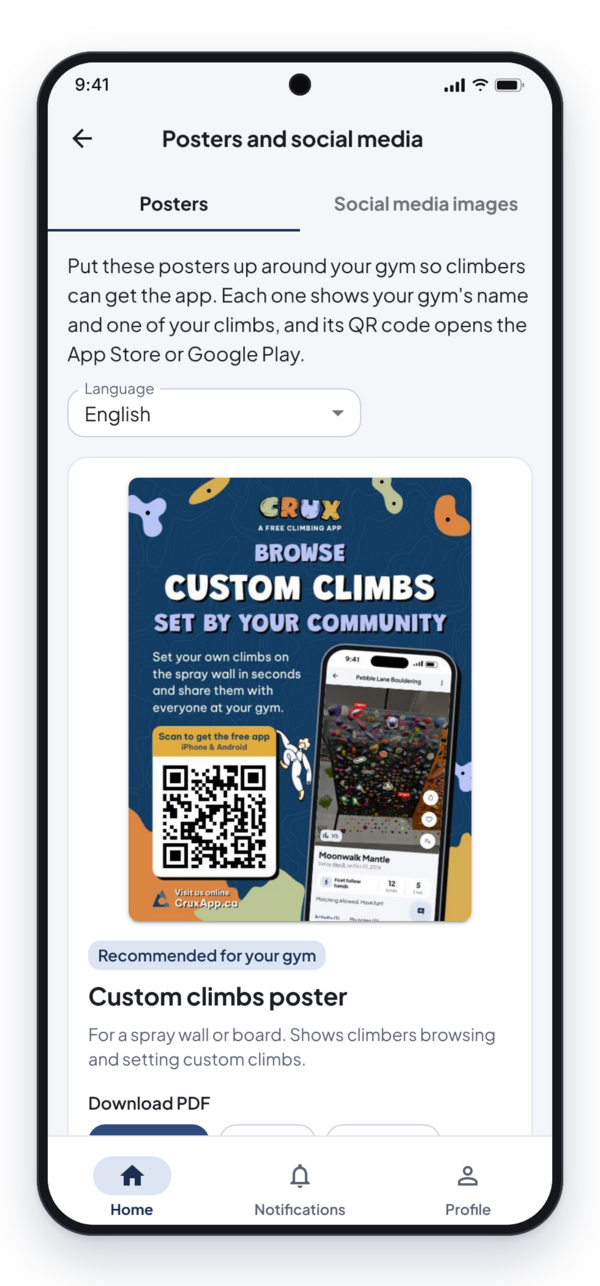 9:41
Posters and social media
Posters
Social media images
Put these posters up around your gym so climbers
can get the app. Each one shows your gym's name
and one of your climbs, and its QR code opens the
App Store or Google Play.
Language
English
CRUX
A FREE CLIMBING APP
BROWSE
CUSTOM CLIMBS
SET BY YOUR COMMUNITY
Set your own climbs on
the spray wall in seconds
and share them with
everyone at your gym.
Scan to get the free app
iPhone & Android
Visit us online
CruxApp.ca
9:41
Pebble Lane Bouldering
V5
Moonwalk Mantle
Feet follow
hands
12
5
Matching allowed. Have fun!
Recommended for your gym
Custom climbs poster
For a spray wall or board. Shows climbers browsing
and setting custom climbs.
Download PDF
Home
Notifications
Profile